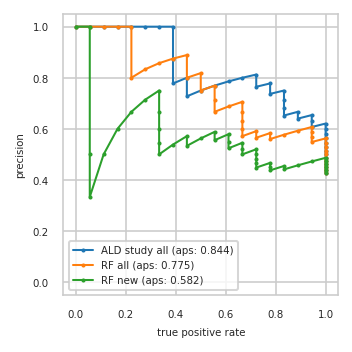 1.0
0.8
0.6
0.4
0.2
0.0
precision
ALD study all (aps: 0.844)
RF all (aps: 0.775)
RF new (aps: 0.582)
0.0 0.2 0.4 0.6 0.8 1.0
true positive rate